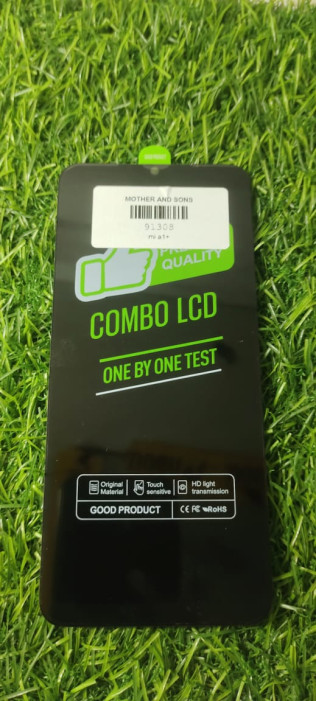 MOTHER AND SONS
91308
QUALITY
COMBO LCD
ONE BY ONE TEST
Original Material
Touch sensitive
HD light transmission
GOOD PRODUCT
CE FC RoHS